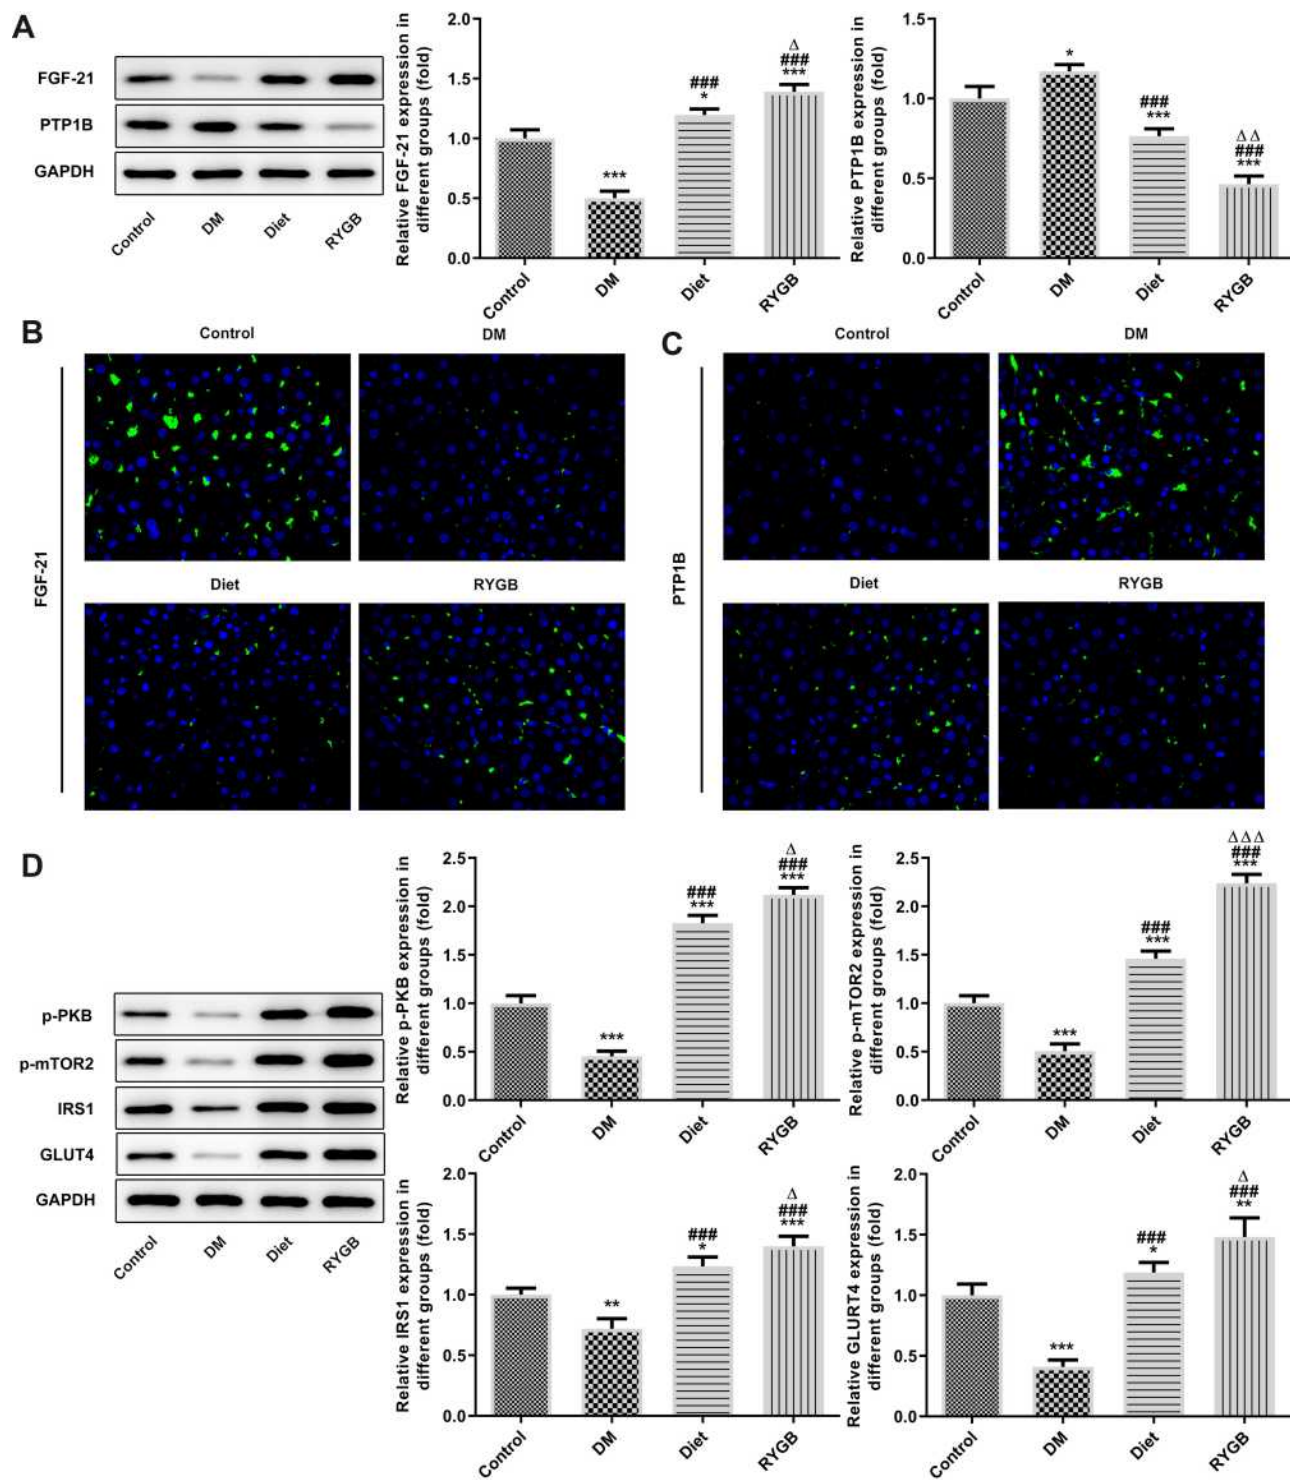 A
FGF-21
PTP1B
GAPDH
Control
DM
Diet
RYGB
Relative FGF-21 expression in
different groups (fold)
2.0
1.5
1.0
0.5
0.0
***
###
*
Δ
###
***
Control
DM
Diet
RYGB
Relative PTP1B expression in
different groups (fold)
1.5
1.0
0.5
0.0
*
###
***
Δ Δ
###
***
Control
DM
Diet
RYGB
B
Control
DM
FGF-21
Diet
RYGB
C
Control
DM
PTP1B
Diet
RYGB
D
p-PKB
p-mTOR2
IRS1
GLUT4
GAPDH
Control
DM
Diet
RYGB
Relative p-PKB expression in
different groups (fold)
2.5
2.0
1.5
1.0
0.5
0.0
***
###
***
Δ
###
***
Control
DM
Diet
RYGB
Relative p-mTOR2 expression in
different groups (fold)
2.5
2.0
1.5
1.0
0.5
0.0
***
###
***
Δ Δ Δ
###
***
Control
DM
Diet
RYGB
Relative IRS1 expression in
different groups (fold)
2.0
1.5
1.0
0.5
0.0
**
###
*
Δ
###
***
Control
DM
Diet
RYGB
Relative GLURT4 expression in
different groups (fold)
2.0
1.5
1.0
0.5
0.0
***
###
*
Δ
###
**
Control
DM
Diet
RYGB